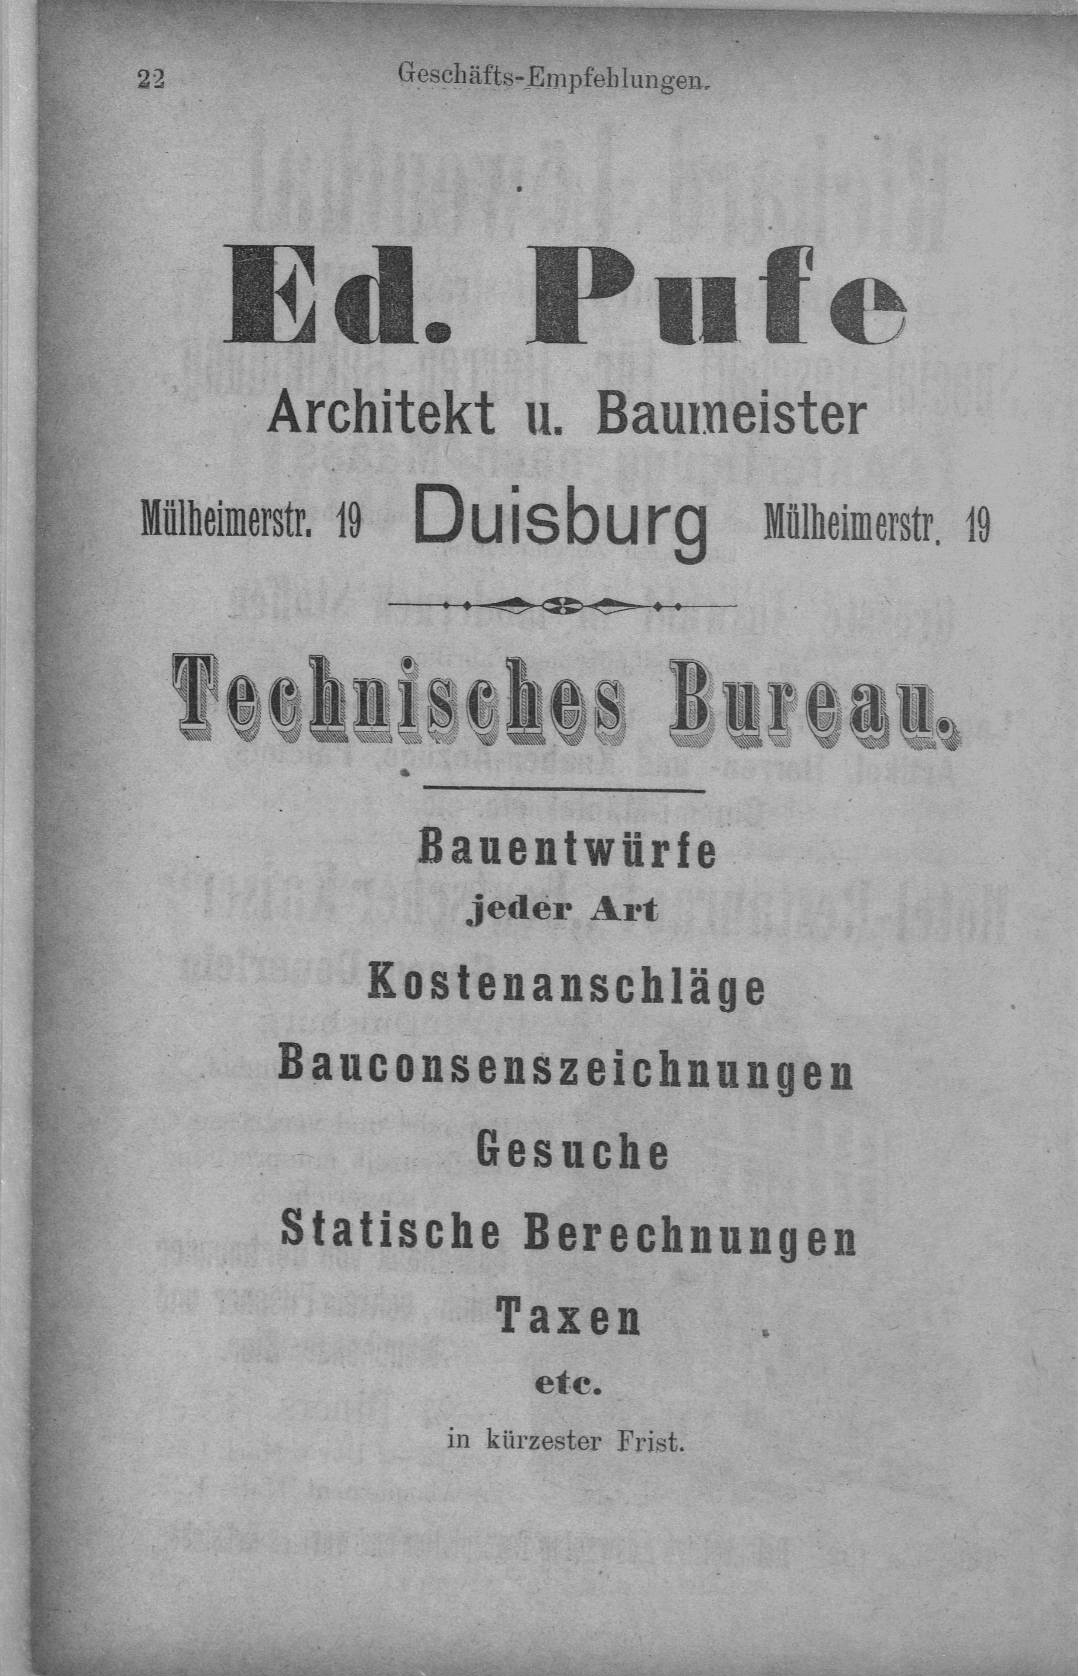 22
Geschäfts-Empfehlungen.
Ed. Pufe
Architekt u. Baumeister
Mülheimerstr. 19 Duisburg Mülheimerstr. 19
Technisches Bureau.
Bauentwürfe
jeder Art
Kostenanschläge
Bauconsenszeichnungen
Gesuche
Statische Berechnungen
Taxen
etc.
in kürzester Frist.